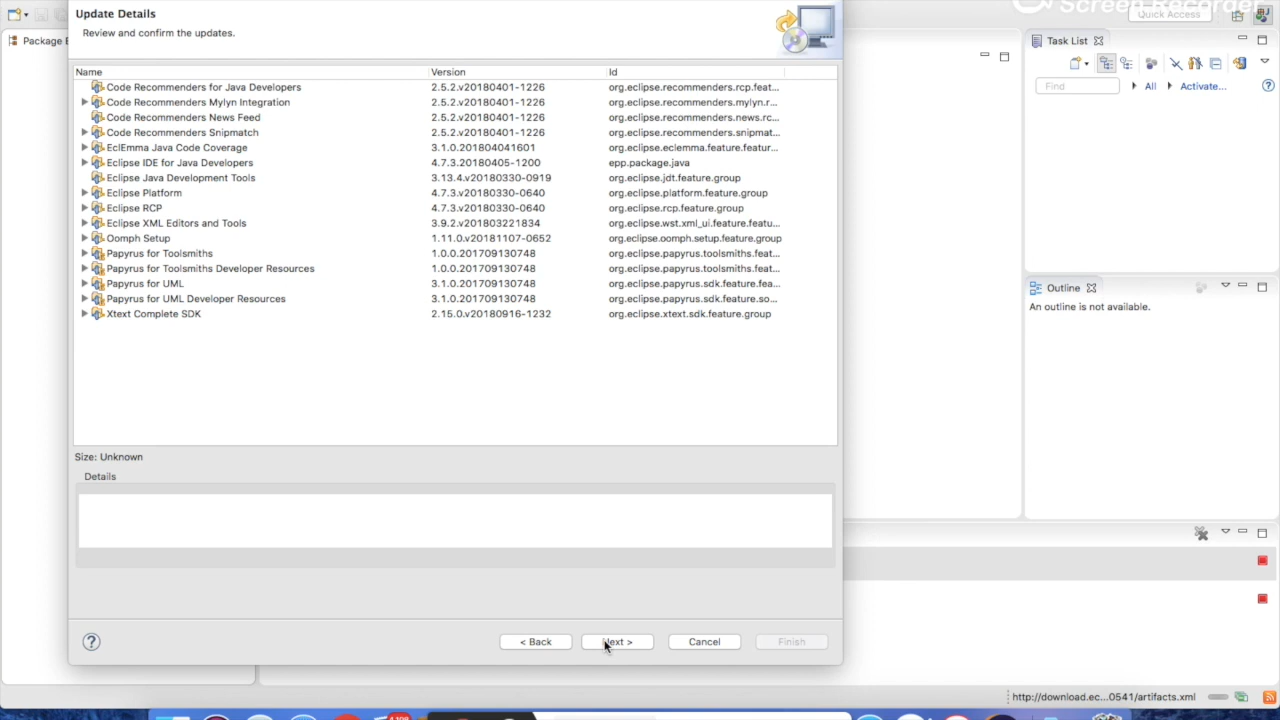 Update Details
Review and confirm the updates.
Name Version Id
Code Recommenders for Java Developers 2.5.2.v20180401-1226 org.eclipse.recommenders.rcp.feat...
Code Recommenders Mylyn Integration 2.5.2.v20180401-1226 org.eclipse.recommenders.mylyn.r...
Code Recommenders News Feed 2.5.2.v20180401-1226 org.eclipse.recommenders.news.rc...
Code Recommenders Snipmatch 2.5.2.v20180401-1226 org.eclipse.recommenders.snipmat...
EclEmma Java Code Coverage 3.1.0.201804041601 org.eclipse.eclemma.feature.featur...
Eclipse IDE for Java Developers 4.7.3.20180405-1200 epp.package.java
Eclipse Java Development Tools 3.13.4.v20180330-0919 org.eclipse.jdt.feature.group
Eclipse Platform 4.7.3.v20180330-0640 org.eclipse.platform.feature.group
Eclipse RCP 4.7.3.v20180330-0640 org.eclipse.rcp.feature.group
Eclipse XML Editors and Tools 3.9.2.v201803221834 org.eclipse.wst.xml_ui.feature.featu...
Oomph Setup 1.11.0.v20181107-0652 org.eclipse.oomph.setup.feature.group
Papyrus for Toolsmiths 1.0.0.201709130748 org.eclipse.papyrus.toolsmiths.feat...
Papyrus for Toolsmiths Developer Resources 1.0.0.201709130748 org.eclipse.papyrus.toolsmiths.feat...
Papyrus for UML 3.1.0.201709130748 org.eclipse.papyrus.sdk.feature.fea...
Papyrus for UML Developer Resources 3.1.0.201709130748 org.eclipse.papyrus.sdk.feature.so...
Xtext Complete SDK 2.15.0.v20180916-1232 org.eclipse.xtext.sdk.feature.group
Size: Unknown
Details
< Back Next > Cancel Finish
Package E
Screen Recorder
Quick Access
Task List
Find All Activate...
Outline
An outline is not available.
http://download.ec...0541/artifacts.xml